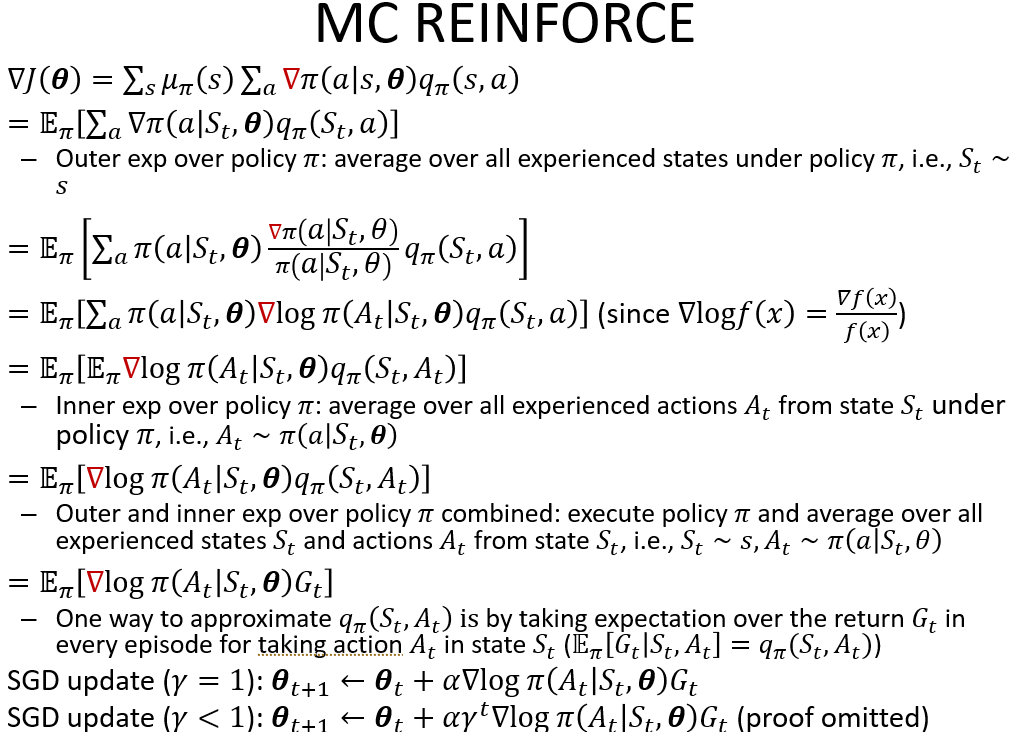 MC REINFORCE
∇J(𝜽) = ∑ₛ μ_π(s) ∑ₐ ∇π(a|s, 𝜽)q_π(s, a)
= 𝔼_π[∑ₐ ∇π(a|S_t, 𝜽)q_π(S_t, a)]
– Outer exp over policy π: average over all experienced states under policy π, i.e., S_t ~
s
= 𝔼_π [∑ₐ π(a|S_t, 𝜽) ∇π(a|S_t, θ)/π(a|S_t, θ) q_π(S_t, a)]
= 𝔼_π[∑ₐ π(a|S_t, 𝜽)∇log π(A_t|S_t, 𝜽)q_π(S_t, a)] (since ∇logf(x) = ∇f(x)/f(x))
= 𝔼_π[𝔼_π∇log π(A_t|S_t, 𝜽)q_π(S_t, A_t)]
– Inner exp over policy π: average over all experienced actions A_t from state S_t under
policy π, i.e., A_t ~ π(a|S_t, 𝜽)
= 𝔼_π[∇log π(A_t|S_t, 𝜽)q_π(S_t, A_t)]
– Outer and inner exp over policy π combined: execute policy π and average over all
experienced states S_t and actions A_t from state S_t, i.e., S_t ~ s, A_t ~ π(a|S_t, θ)
= 𝔼_π[∇log π(A_t|S_t, 𝜽)G_t]
– One way to approximate q_π(S_t, A_t) is by taking expectation over the return G_t in
every episode for taking action A_t in state S_t (𝔼_π[G_t|S_t, A_t] = q_π(S_t, A_t))
SGD update (γ = 1): 𝜽_{t+1} ← 𝜽_t + α∇log π(A_t|S_t, 𝜽)G_t
SGD update (γ < 1): 𝜽_{t+1} ← 𝜽_t + αγ^t∇log π(A_t|S_t, 𝜽)G_t (proof omitted)